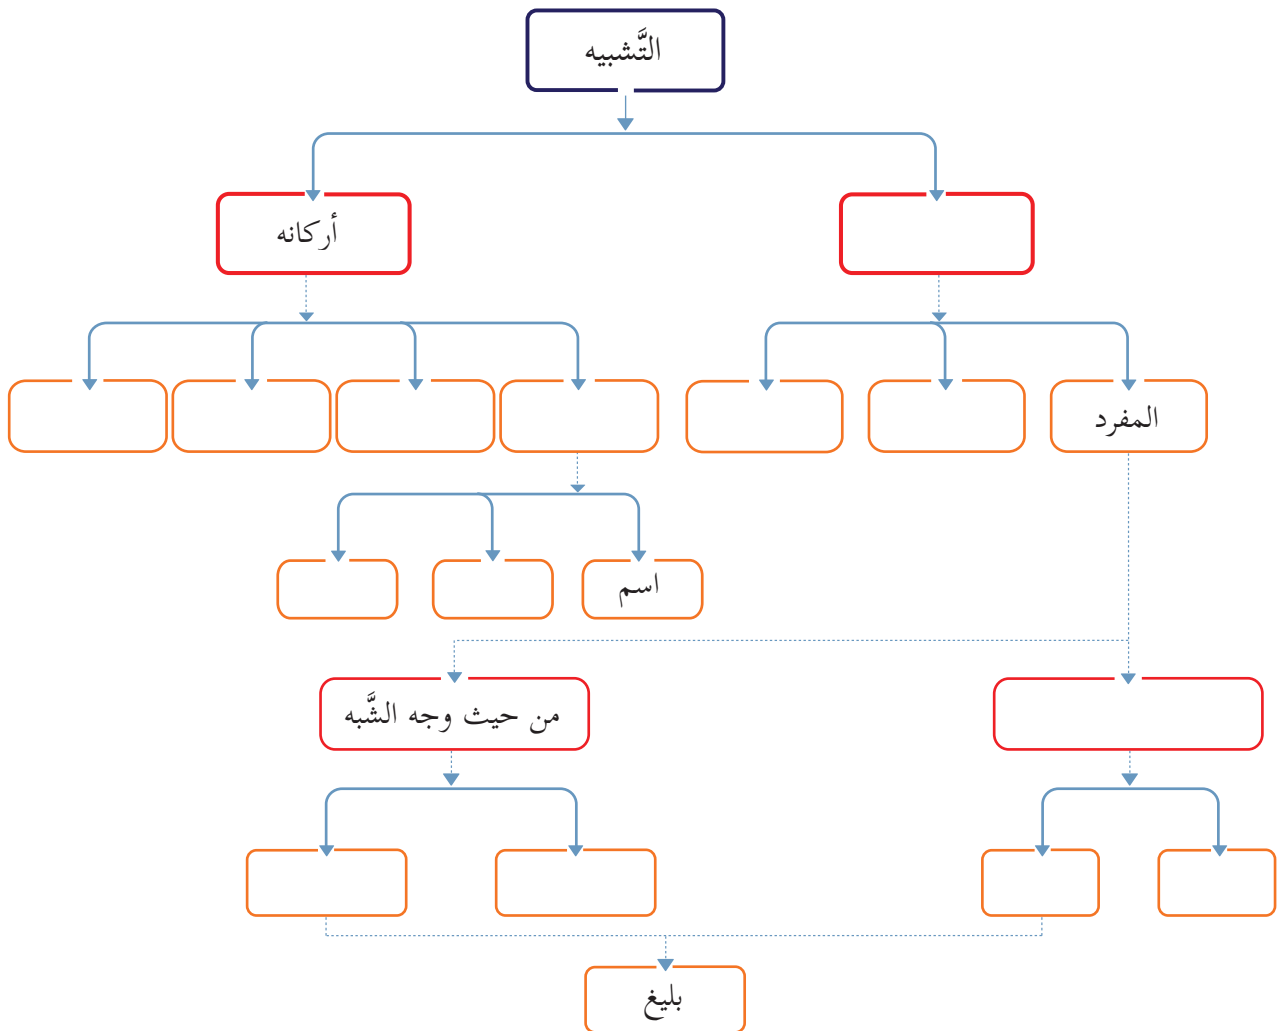 التَّشبيه
أركانه
المفرد
اسم
من حيث وجه الشَّبه
بليغ